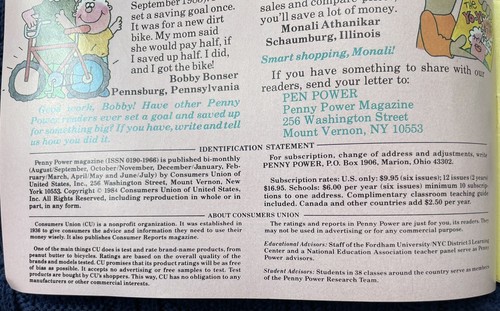 September 1980),
set a saving goal once.
It was for a new dirt
bike. My mom said
she would pay half, if
I saved up half. I did,
and I got the bike!
Bobby Bonser
Pennsburg, Pennsylvania
Good work, Bobby! Have other Penny
Power readers ever set a goal and saved up
for something big? If you have, write and tell
us how you did it.
sales and compare
you'll save a lot of money.
Monali Athanikar
Schaumburg, Illinois
Smart shopping, Monali!
If you have something to share with our
readers, send your letter to:
PEN POWER
Penny Power Magazine
256 Washington Street
Mount Vernon, NY 10553
IDENTIFICATION STATEMENT
Penny Power magazine (ISSN 0190-1966) is published bi-monthly
(August/September, October/November, December/January, Feb-
ruary/March, April/May and June/July) by Consumers Union of
United States, Inc., 256 Washington Street, Mount Vernon, New
York 10553. Copyright © 1984 Consumers Union of United States,
Inc. All Rights Reserved, including reproduction in whole or in
part, in any form.
For subscription, change of address and adjustments, write
PENNY POWER, P.O. Box 1906, Marion, Ohio 43302.
Subscription rates: U.S. only: $9.95 (six issues); 12 issues (2 years)
$16.95. Schools: $6.00 per year (six issues) minimum 10 subscrip-
tions to one address. Complimentary classroom teaching guide
included. Canada and other countries add $2.50 per year.
ABOUT CONSUMERS UNION
Consumers Union (CU) is a nonprofit organization. It was established in
1936 to give consumers the advice and information they need to use their
money wisely. It also publishes Consumer Reports magazine.
One of the main things CU does is test and rate brand-name products, from
peanut butter to bicycles. Ratings are based on the overall quality of the
brands and models tested. CU promises that its product ratings will be as free
of bias as possible. It accepts no advertising or free samples to test. Test
products are bought by CU's shoppers. This way, CU has no obligation to any
manufacturers or other commercial interests.
The ratings and reports in Penny Power are just for you, its readers. They
may not be used in advertising or for any commercial purpose.
Educational Advisors: Staff of the Fordham University NYC District 3 Learning
Center and a National Education Association teacher panel serve as Penny
Power advisors.
Student Advisors: Students in 38 classes around the country serve as members
of the Penny Power Research Team.